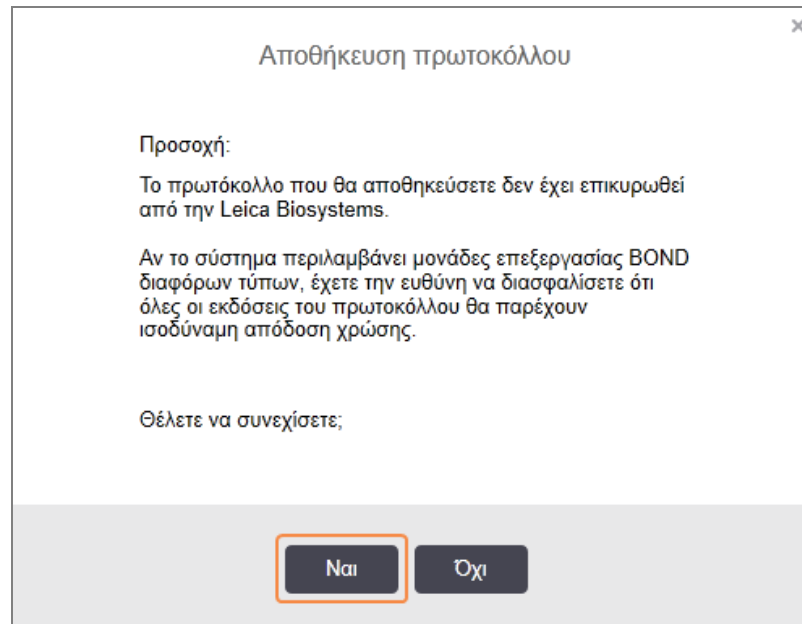 Αποθήκευση πρωτοκόλλου
Προσοχή:
Το πρωτόκολλο που θα αποθηκεύσετε δεν έχει επικυρωθεί
από την Leica Biosystems.
Αν το σύστημα περιλαμβάνει μονάδες επεξεργασίας BOND
διαφόρων τύπων, έχετε την ευθύνη να διασφαλίσετε ότι
όλες οι εκδόσεις του πρωτοκόλλου θα παρέχουν
ισοδύναμη απόδοση χρώσης.
Θέλετε να συνεχίσετε;
Ναι Όχι